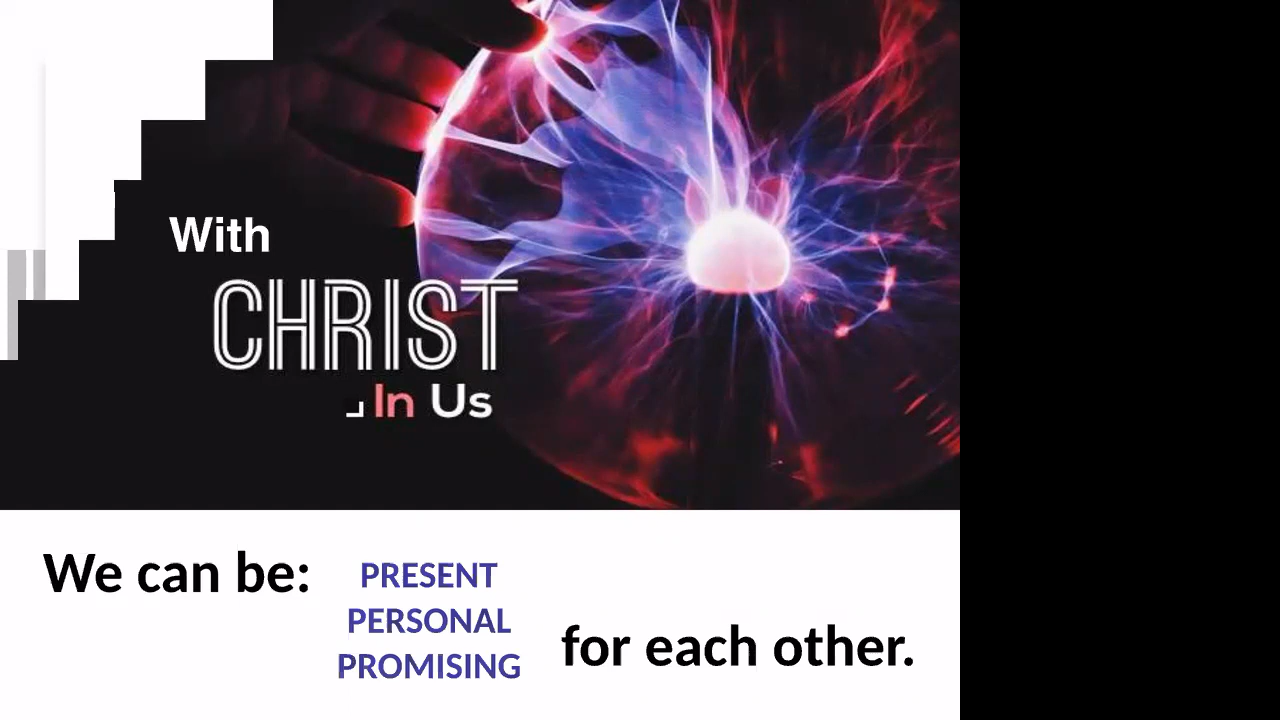 With
CHRIST
In Us
We can be:
PRESENT
PERSONAL
PROMISING
for each other.